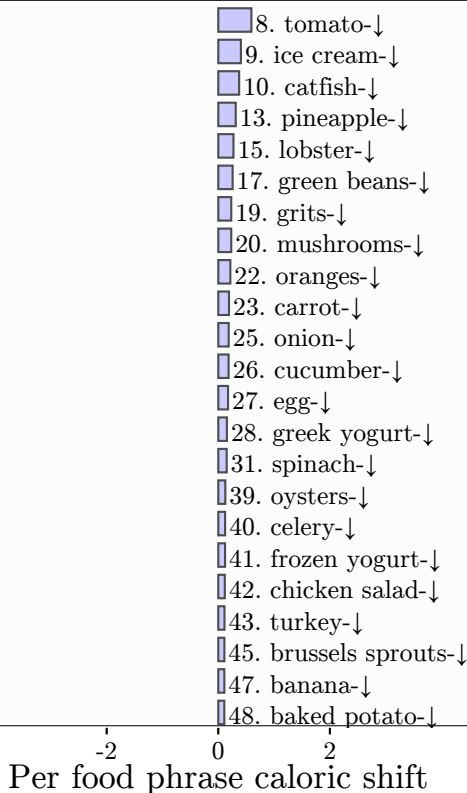 8. tomato-↓
9. ice cream-↓
10. catfish-↓
13. pineapple-↓
15. lobster-↓
17. green beans-↓
19. grits-↓
20. mushrooms-↓
22. oranges-↓
23. carrot-↓
25. onion-↓
26. cucumber-↓
27. egg-↓
28. greek yogurt-↓
31. spinach-↓
39. oysters-↓
40. celery-↓
41. frozen yogurt-↓
42. chicken salad-↓
43. turkey-↓
45. brussels sprouts-↓
47. banana-↓
48. baked potato-↓
-2 0 2
Per food phrase caloric shift